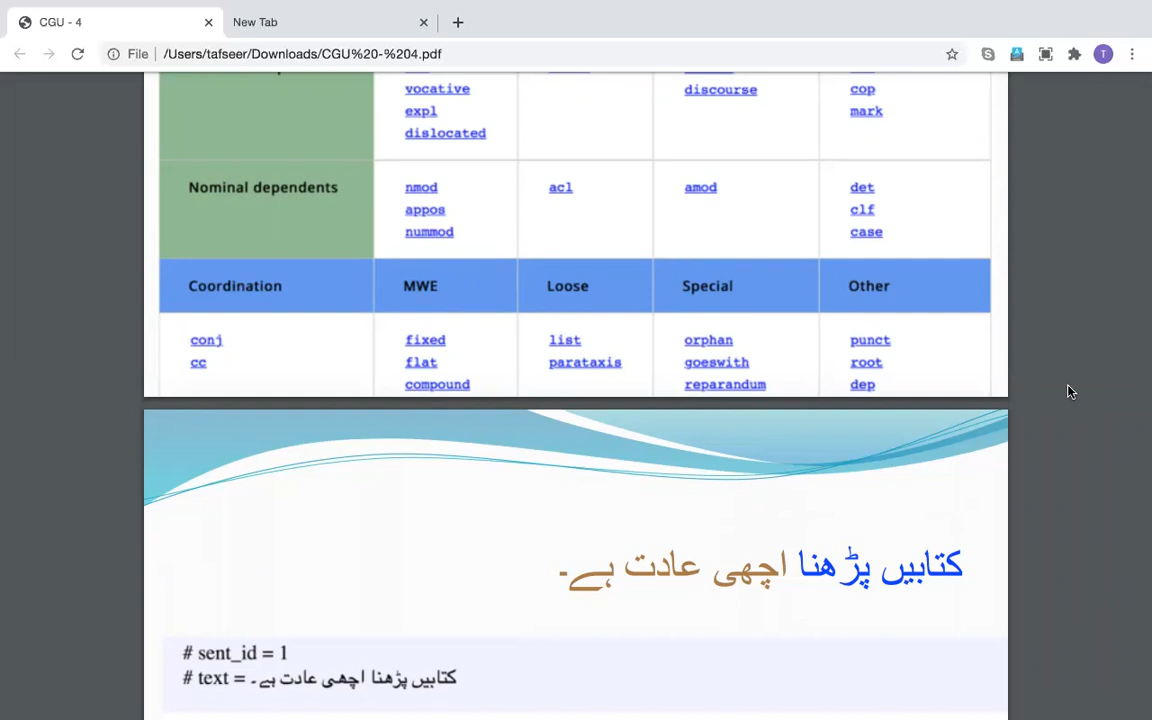 CGU - 4
New Tab
File
/Users/tafseer/Downloads/CGU%20-%204.pdf
T
vocative discourse cop
expl mark
dislocated
Nominal dependents nmod acl amod det
appos clf
nummod case
Coordination MWE Loose Special Other
conj fixed list orphan punct
cc flat parataxis goeswith root
compound reparandum dep
کتابیں پڑھنا اچھی عادت ہے۔
# sent_id = 1
# text = کتابیں پڑھنا اچھی عادت ہے۔